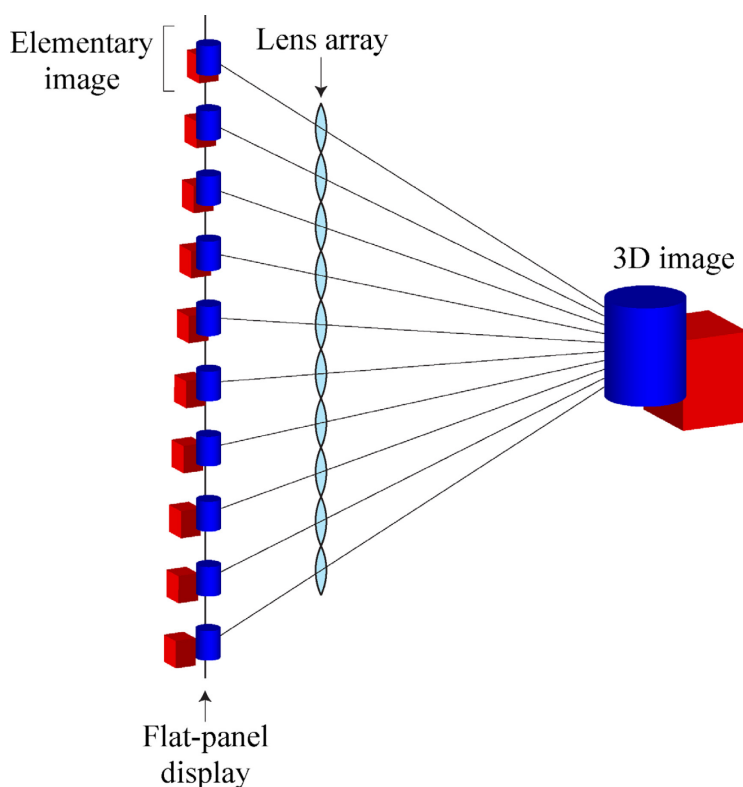 Elementary
image
Lens array
3D image
Flat-panel
display